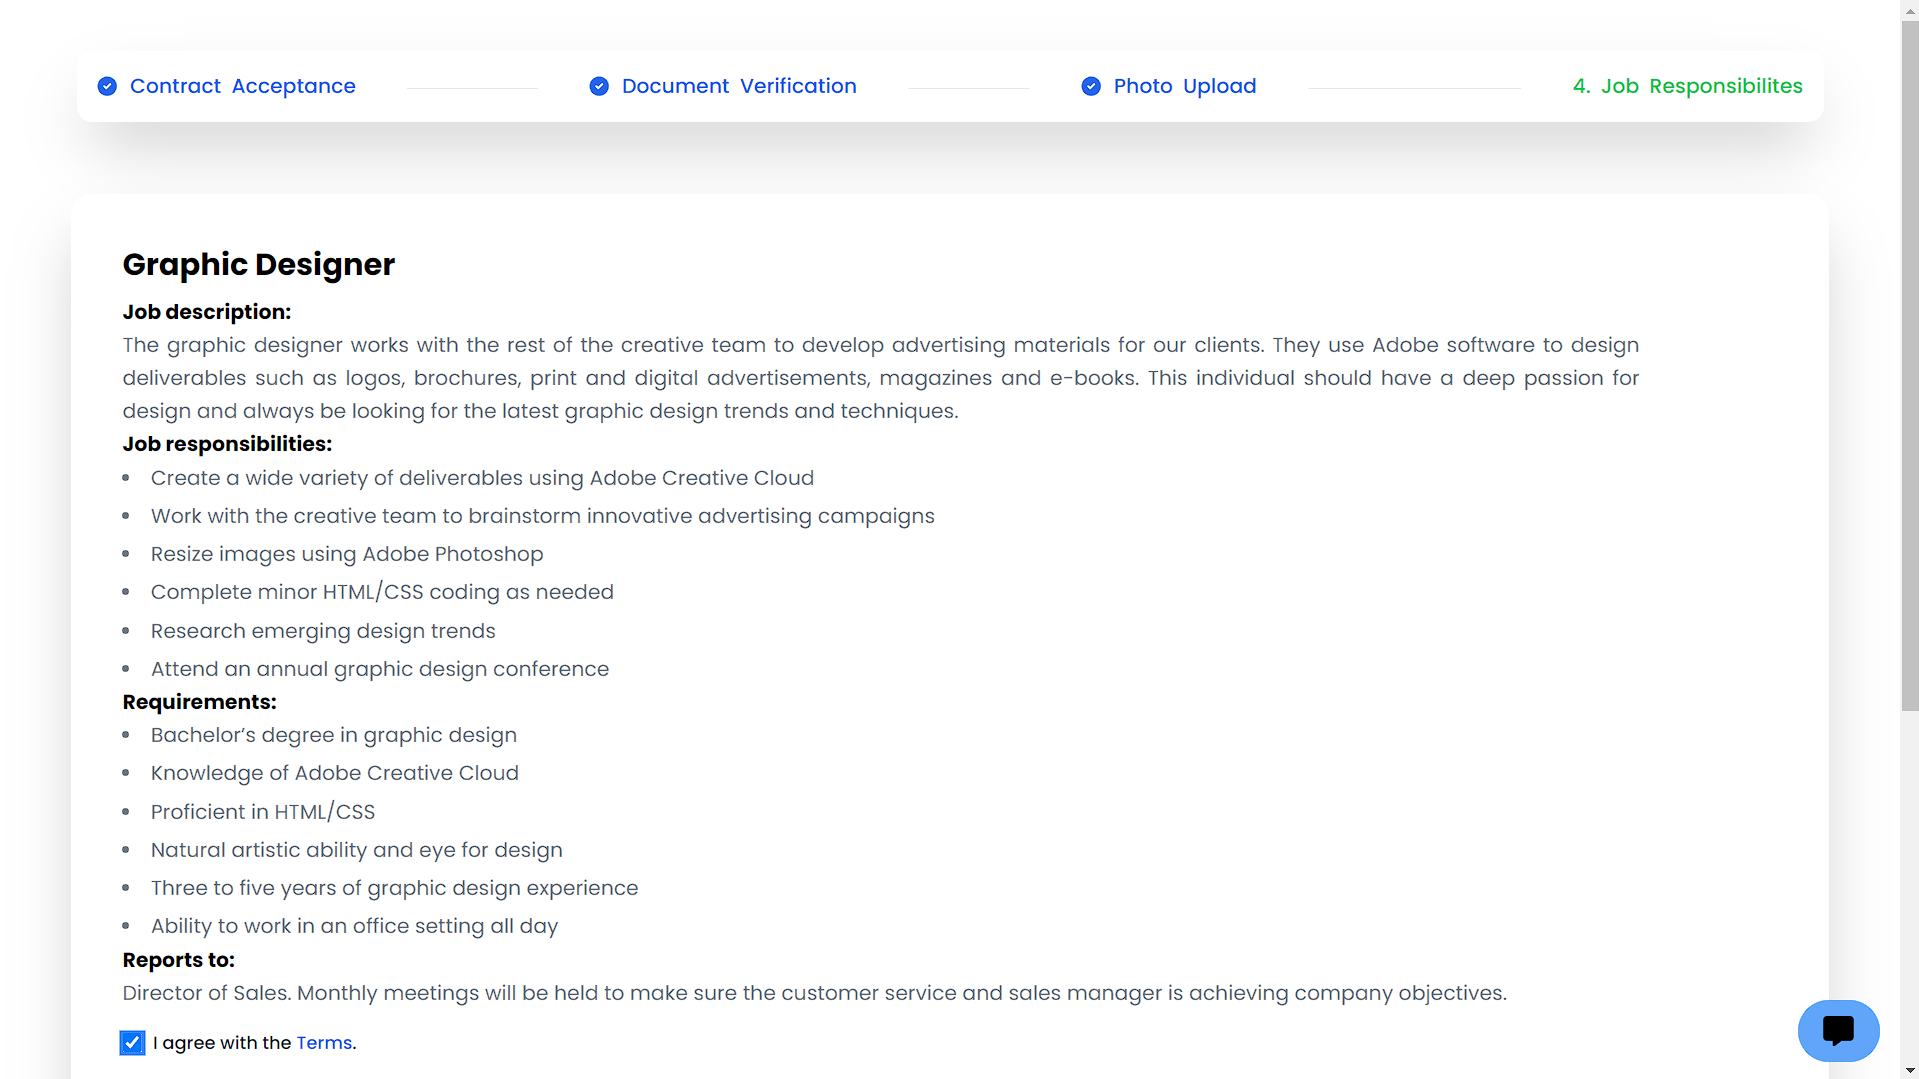 Contract Acceptance
Document Verification
Photo Upload
4. Job Responsibilites
Graphic Designer
Job description:
The graphic designer works with the rest of the creative team to develop advertising materials for our clients. They use Adobe software to design
deliverables such as logos, brochures, print and digital advertisements, magazines and e-books. This individual should have a deep passion for
design and always be looking for the latest graphic design trends and techniques.
Job responsibilities:
• Create a wide variety of deliverables using Adobe Creative Cloud
• Work with the creative team to brainstorm innovative advertising campaigns
• Resize images using Adobe Photoshop
• Complete minor HTML/CSS coding as needed
• Research emerging design trends
• Attend an annual graphic design conference
Requirements:
• Bachelor’s degree in graphic design
• Knowledge of Adobe Creative Cloud
• Proficient in HTML/CSS
• Natural artistic ability and eye for design
• Three to five years of graphic design experience
• Ability to work in an office setting all day
Reports to:
Director of Sales. Monthly meetings will be held to make sure the customer service and sales manager is achieving company objectives.
I agree with the Terms.